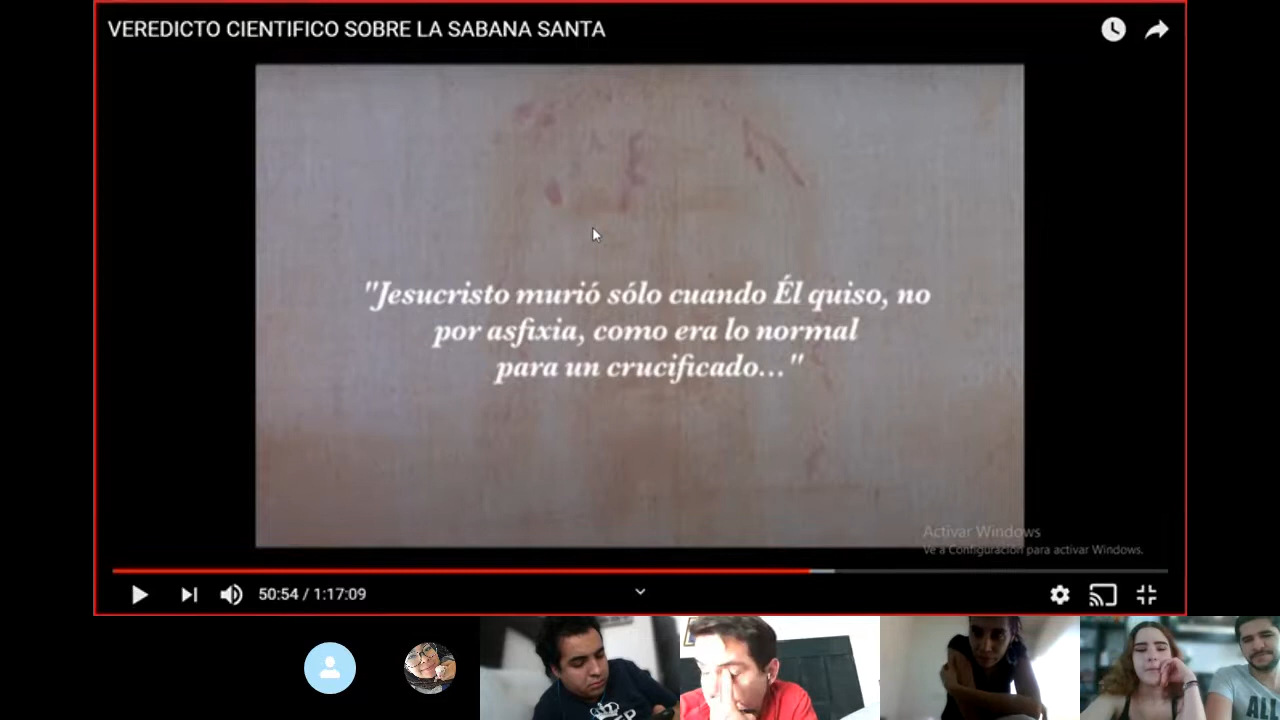 VEREDICTO CIENTIFICO SOBRE LA SABANA SANTA
"Jesucristo murió sólo cuando Él quiso, no
por asfixia, como era lo normal
para un crucificado..."
Activar Windows
Ve a Configuración para activar Windows.
50:54 / 1:17:09
ALL